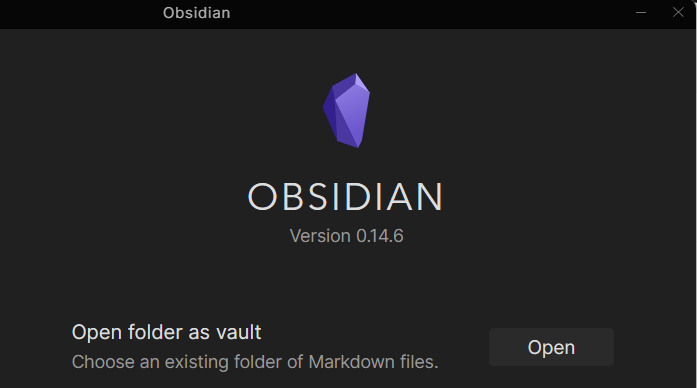 Obsidian
OBSIDIAN
Version 0.14.6
Open folder as vault
Choose an existing folder of Markdown files.
Open